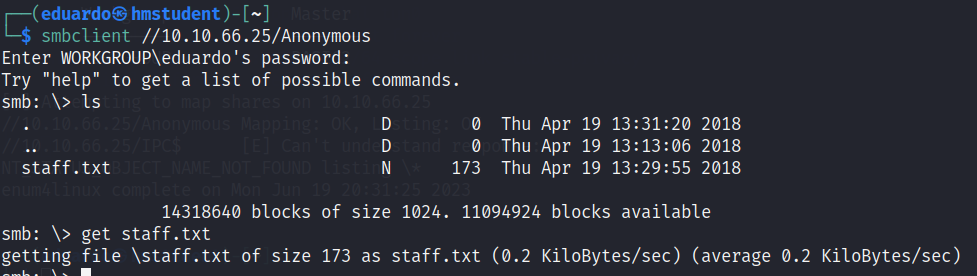 ┌──(eduardo㉿hmstudent)-[~]
└─$ smbclient //10.10.66.25/Anonymous
Enter WORKGROUP\eduardo's password:
Try "help" to get a list of possible commands.
smb: \> ls
  .                                   D        0  Thu Apr 19 13:31:20 2018
  ..                                  D        0  Thu Apr 19 13:13:06 2018
  staff.txt                           N      173  Thu Apr 19 13:29:55 2018
                14318640 blocks of size 1024. 11094924 blocks available
smb: \> get staff.txt
getting file \staff.txt of size 173 as staff.txt (0.2 KiloBytes/sec) (average 0.2 KiloBytes/sec)
smb: \>